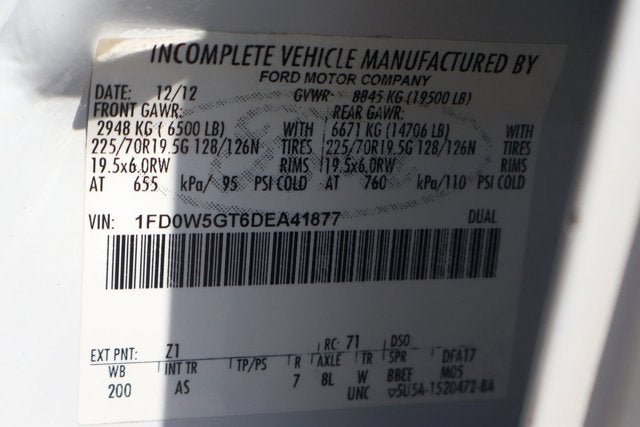 INCOMPLETE VEHICLE MANUFACTURED BY
FORD MOTOR COMPANY
DATE: 12/12 GVWR- 8845 KG (19500 LB)
FRONT GAWR: REAR GAWR:
2948 KG ( 6500 LB) WITH 6671 KG (14706 LB) WITH
225/70R19.5G 128/126N TIRES 225/70R19.5G 128/126N TIRES
19.5x6.0RW RIMS 19.5x6.0RW RIMS
AT 655 kPa/ 95 PSI COLD AT 760 kPa/110 PSI COLD
VIN: 1FD0W5GT6DEA41877 DUAL
EXT PNT: Z1 RC: 71 DSO
WB INT TR TP/PS R AXLE TR SPR DFA17
200 AS 7 8L W BBEE M05
UNC 5U5A-1520472-BA